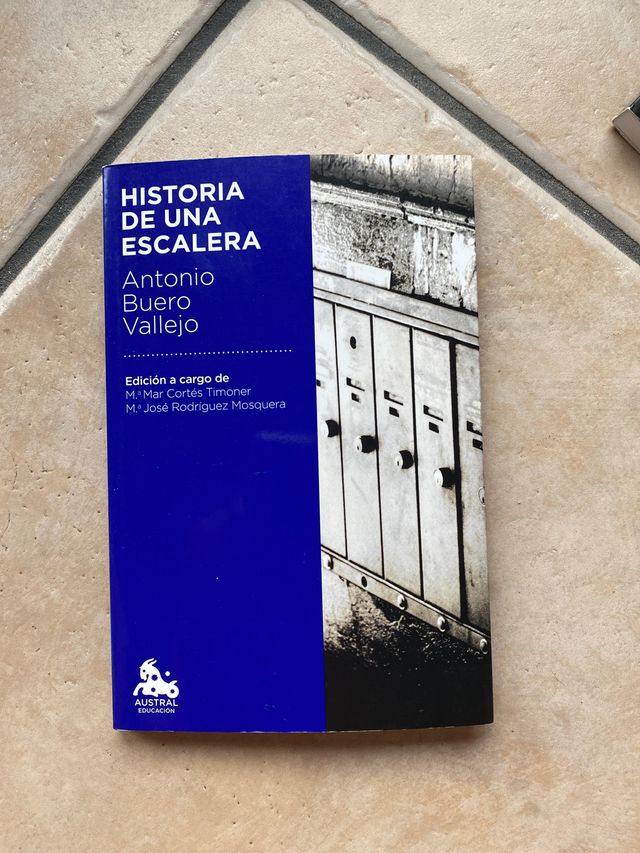 HISTORIA
DE UNA
ESCALERA
Antonio
Buero
Vallejo
Edición a cargo de
M.ª Mar Cortés Timoner
M.ª José Rodríguez Mosquera
AUSTRAL
EDUCACIÓN